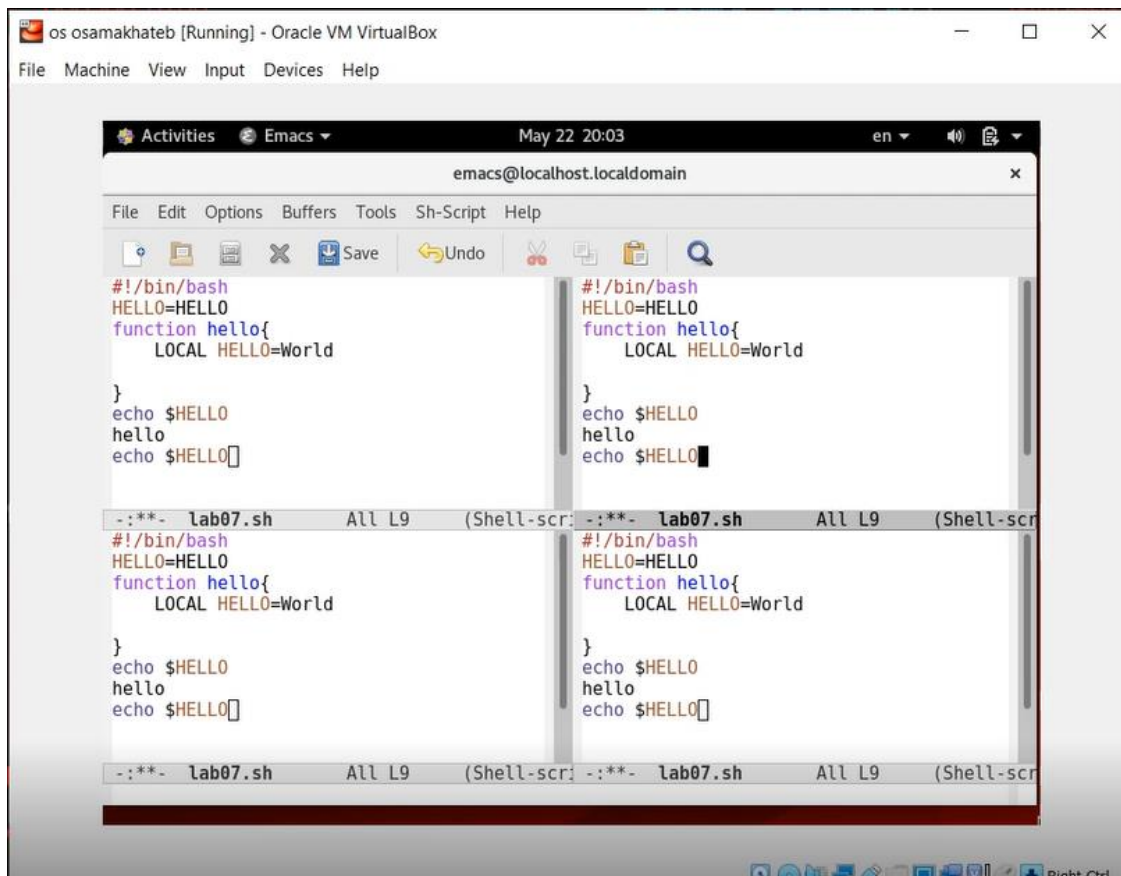 os osamakhateb [Running] - Oracle VM VirtualBox
File Machine View Input Devices Help
Activities Emacs May 22 20:03 en
emacs@localhost.localdomain
File Edit Options Buffers Tools Sh-Script Help
Save Undo
#!/bin/bash
HELLO=HELLO
function hello{
    LOCAL HELLO=World
}
echo $HELLO
hello
echo $HELLO
-:**- lab07.sh All L9 (Shell-scri
#!/bin/bash
HELLO=HELLO
function hello{
    LOCAL HELLO=World
}
echo $HELLO
hello
echo $HELLO
-:**- lab07.sh All L9 (Shell-scr
#!/bin/bash
HELLO=HELLO
function hello{
    LOCAL HELLO=World
}
echo $HELLO
hello
echo $HELLO
-:**- lab07.sh All L9 (Shell-scri
#!/bin/bash
HELLO=HELLO
function hello{
    LOCAL HELLO=World
}
echo $HELLO
hello
echo $HELLO
-:**- lab07.sh All L9 (Shell-scr
Right Ctrl